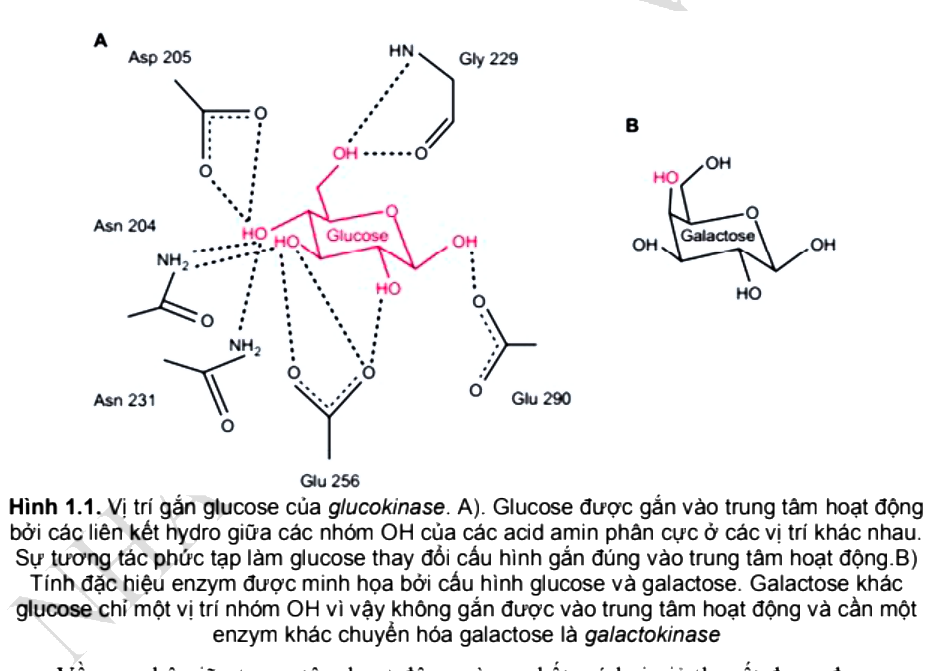 A
Asp 205
HN
Gly 229
O
O
OH
O
B
OH
HO
Asn 204
HO
HO
O
Glucose
OH
O
Galactose
OH
OH
NH2
HO
HO
O
O
NH2
O
O
Asn 231
O
O
Glu 290
Glu 256
Hình 1.1. Vị trí gắn glucose của glucokinase. A). Glucose được gắn vào trung tâm hoạt động
bởi các liên kết hydro giữa các nhóm OH của các acid amin phân cực ở các vị trí khác nhau.
Sự tương tác phức tạp làm glucose thay đổi cấu hình gắn đúng vào trung tâm hoạt động.B)
Tính đặc hiệu enzym được minh họa bởi cấu hình glucose và galactose. Galactose khác
glucose chỉ một vị trí nhóm OH vì vậy không gắn được vào trung tâm hoạt động và cần một
enzym khác chuyển hóa galactose là galactokinase